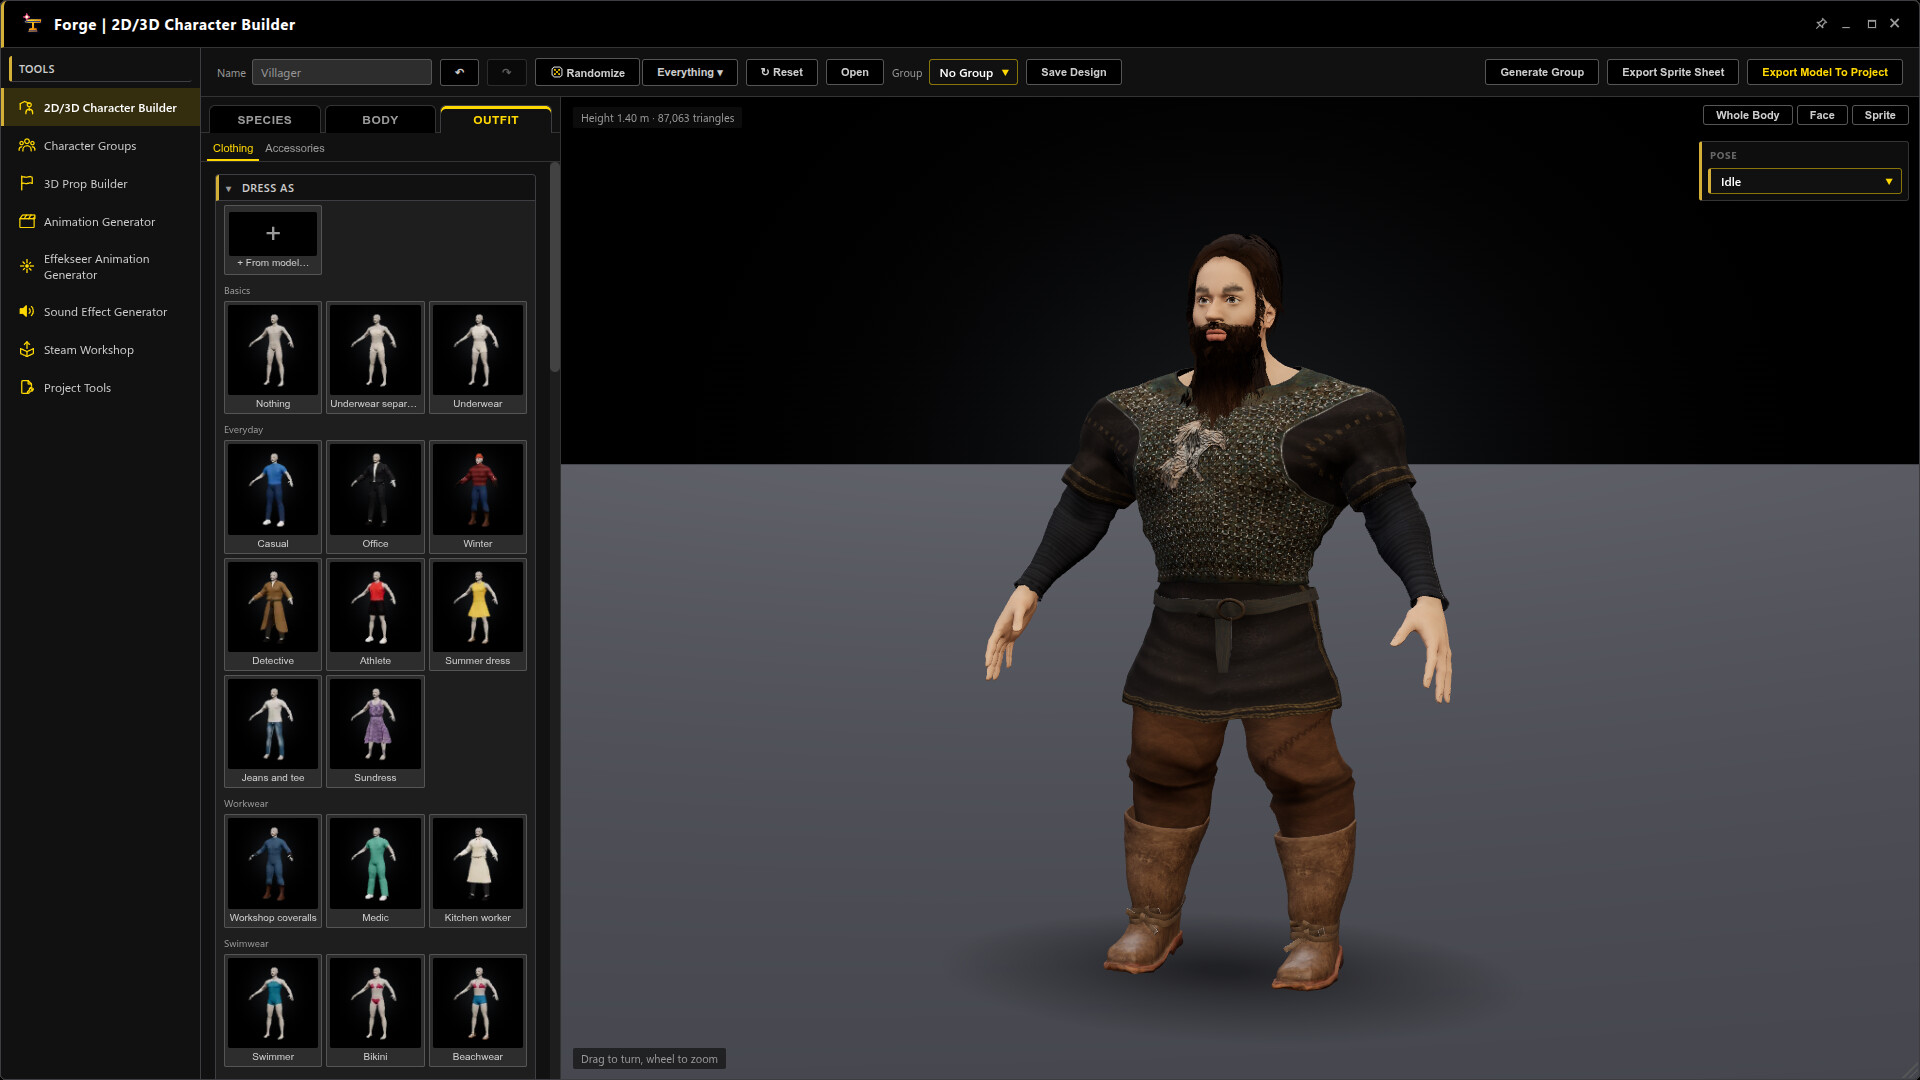 Forge | 2D/3D Character Builder
TOOLS
2D/3D Character Builder
Character Groups
3D Prop Builder
Animation Generator
Effekseer Animation
Generator
Sound Effect Generator
Steam Workshop
Project Tools
Name
Villager
Randomize
Everything ▾
↻ Reset
Open
Group
No Group
Save Design
Generate Group
Export Sprite Sheet
Export Model To Project
SPECIES
BODY
OUTFIT
Clothing
Accessories
DRESS AS
+
+ From model...
Basics
Nothing
Underwear separ...
Underwear
Everyday
Casual
Office
Winter
Detective
Athlete
Summer dress
Jeans and tee
Sundress
Workwear
Workshop coveralls
Medic
Kitchen worker
Swimwear
Swimmer
Bikini
Beachwear
Height 1.40 m · 87,063 triangles
Whole Body
Face
Sprite
POSE
Idle
Drag to turn, wheel to zoom